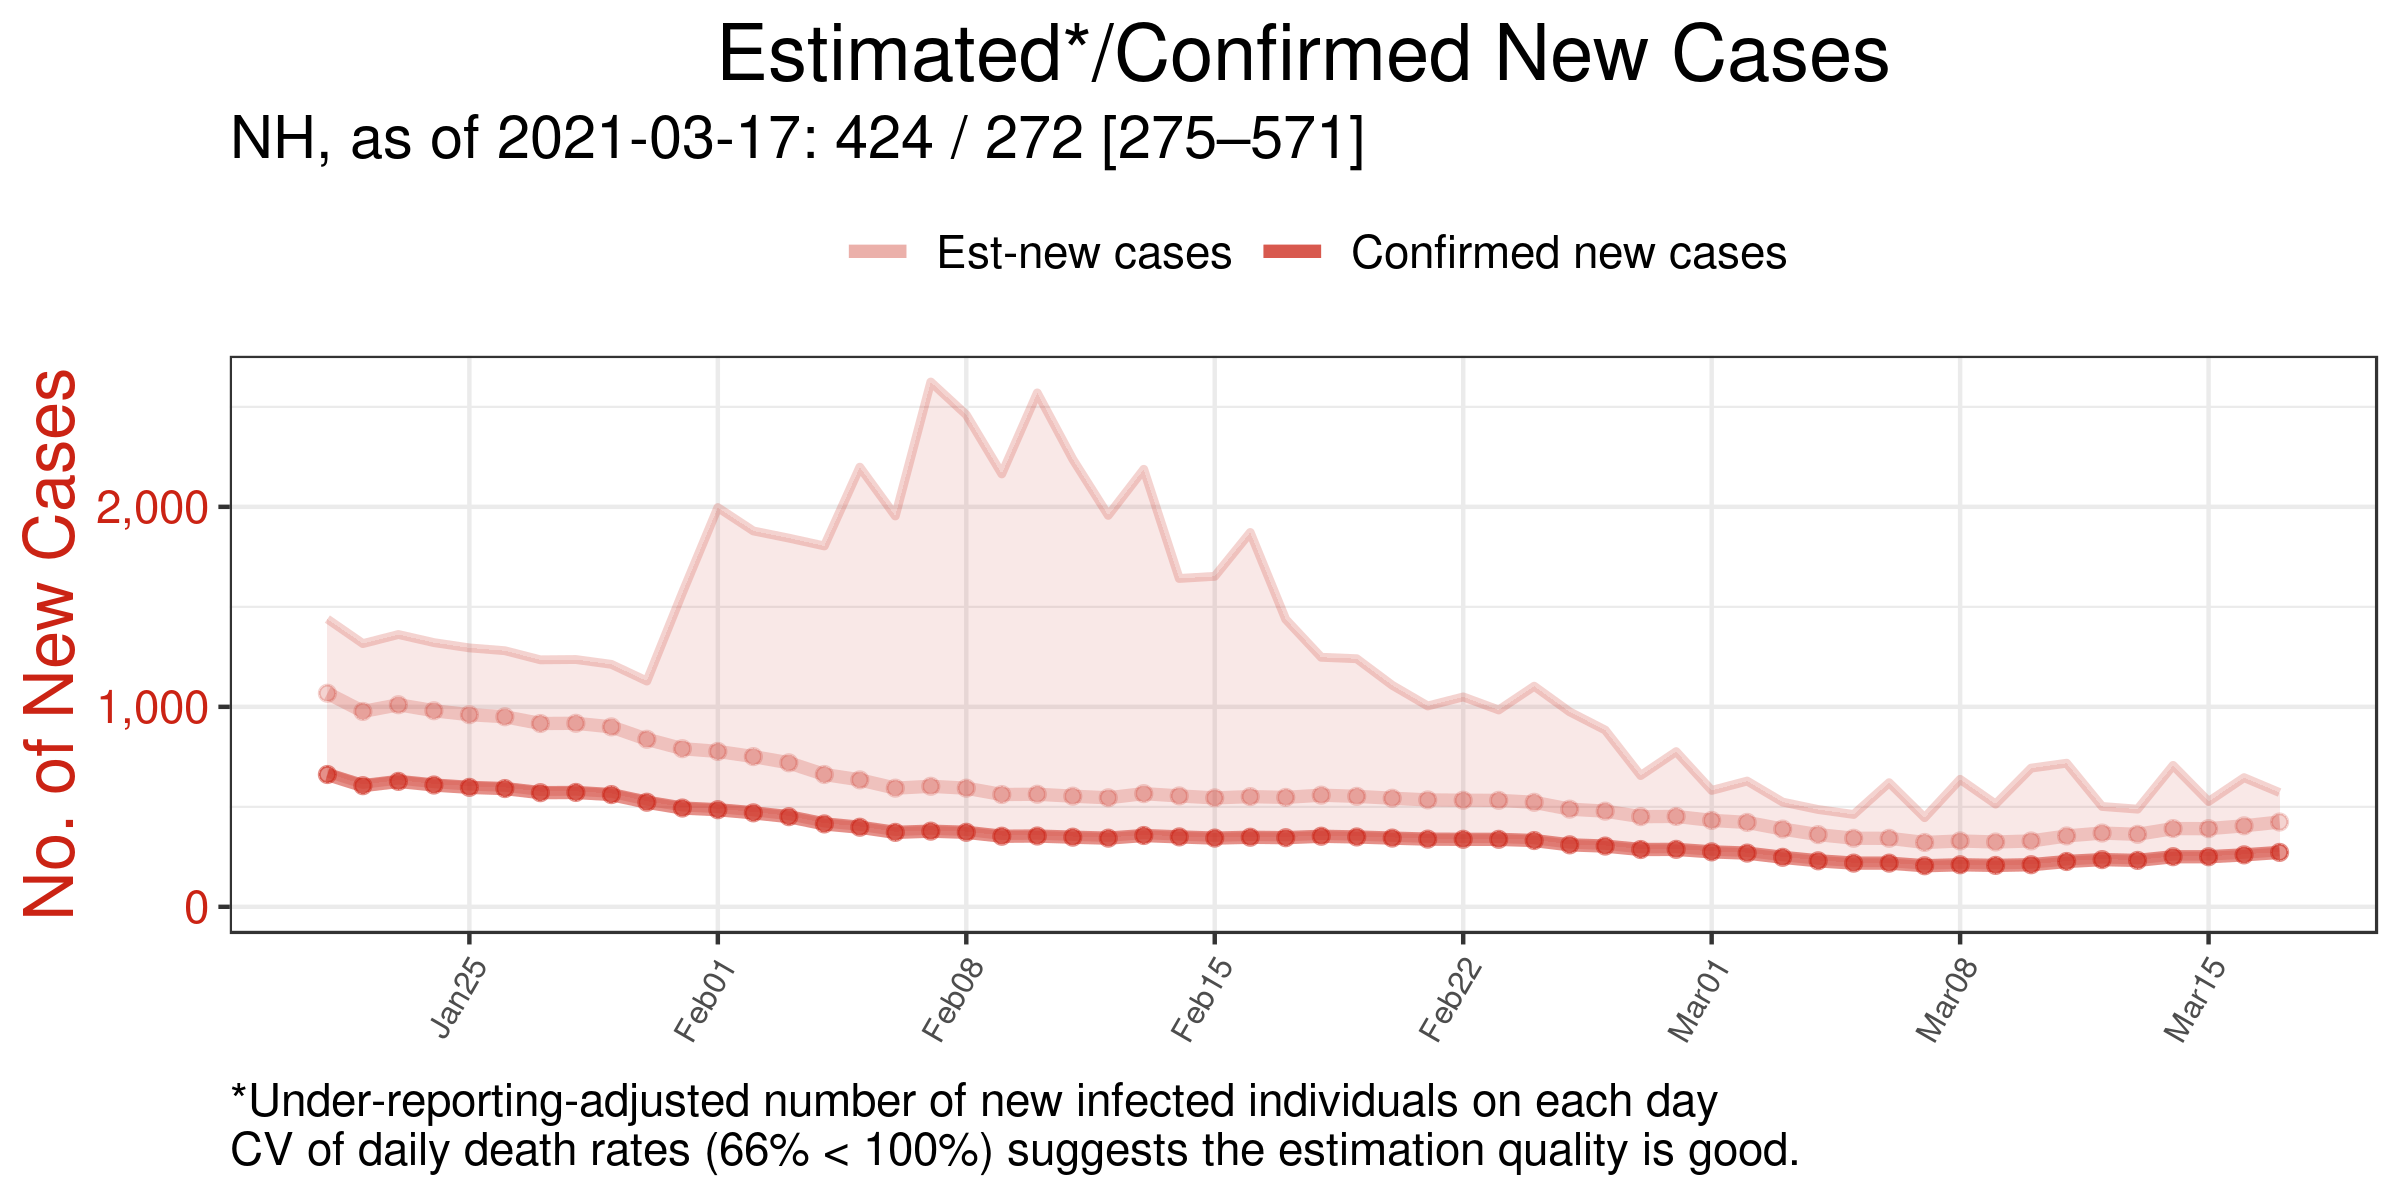 Estimated*/Confirmed New Cases
NH, as of 2021-03-17: 424 / 272 [275–571]
Est-new cases Confirmed new cases
No. of New Cases
2,000
1,000
0
Jan25 Feb01 Feb08 Feb15 Feb22 Mar01 Mar08 Mar15
*Under-reporting-adjusted number of new infected individuals on each day
CV of daily death rates (66% < 100%) suggests the estimation quality is good.